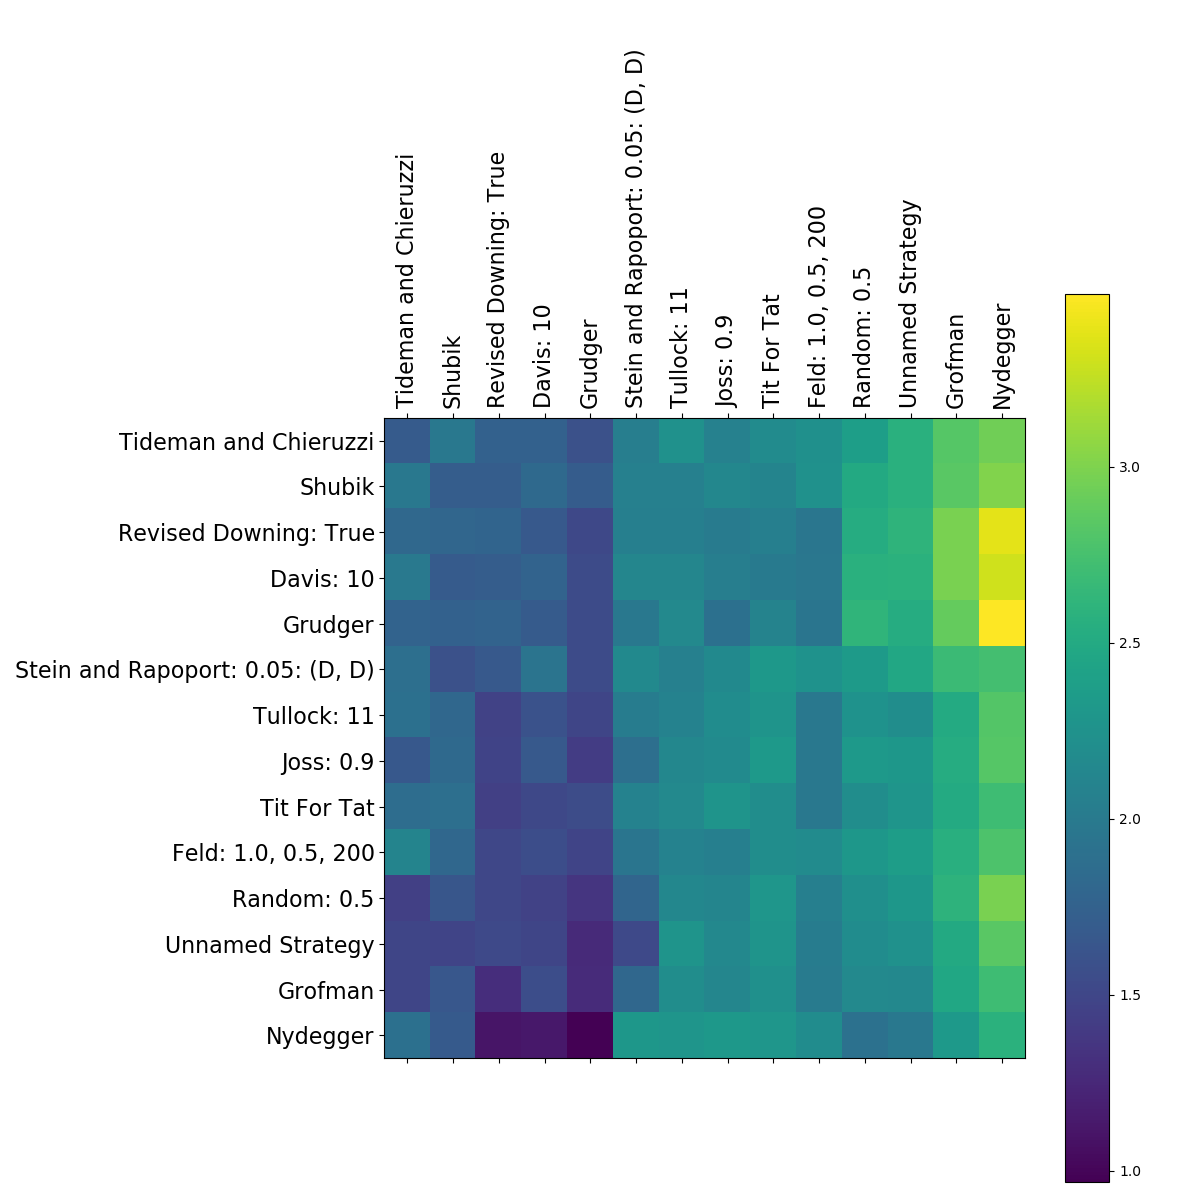 Tideman and Chieruzzi
Shubik
Revised Downing: True
Davis: 10
Grudger
Stein and Rapoport: 0.05: (D, D)
Tullock: 11
Joss: 0.9
Tit For Tat
Feld: 1.0, 0.5, 200
Random: 0.5
Unnamed Strategy
Grofman
Nydegger
Tideman and Chieruzzi
Shubik
Revised Downing: True
Davis: 10
Grudger
Stein and Rapoport: 0.05: (D, D)
Tullock: 11
Joss: 0.9
Tit For Tat
Feld: 1.0, 0.5, 200
Random: 0.5
Unnamed Strategy
Grofman
Nydegger
3.0
2.5
2.0
1.5
1.0